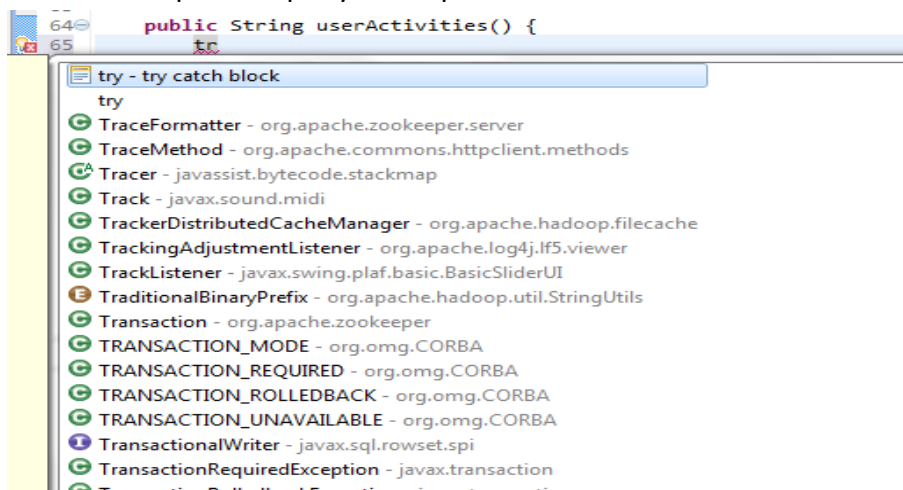 64 public String userActivities() {
65 tr
try - try catch block
try
TraceFormatter - org.apache.zookeeper.server
TraceMethod - org.apache.commons.httpclient.methods
Tracer - javassist.bytecode.stackmap
Track - javax.sound.midi
TrackerDistributedCacheManager - org.apache.hadoop.filecache
TrackingAdjustmentListener - org.apache.log4j.lf5.viewer
TrackListener - javax.swing.plaf.basic.BasicSliderUI
TraditionalBinaryPrefix - org.apache.hadoop.util.StringUtils
Transaction - org.apache.zookeeper
TRANSACTION_MODE - org.omg.CORBA
TRANSACTION_REQUIRED - org.omg.CORBA
TRANSACTION_ROLLEDBACK - org.omg.CORBA
TRANSACTION_UNAVAILABLE - org.omg.CORBA
TransactionalWriter - javax.sql.rowset.spi
TransactionRequiredException - javax.transaction